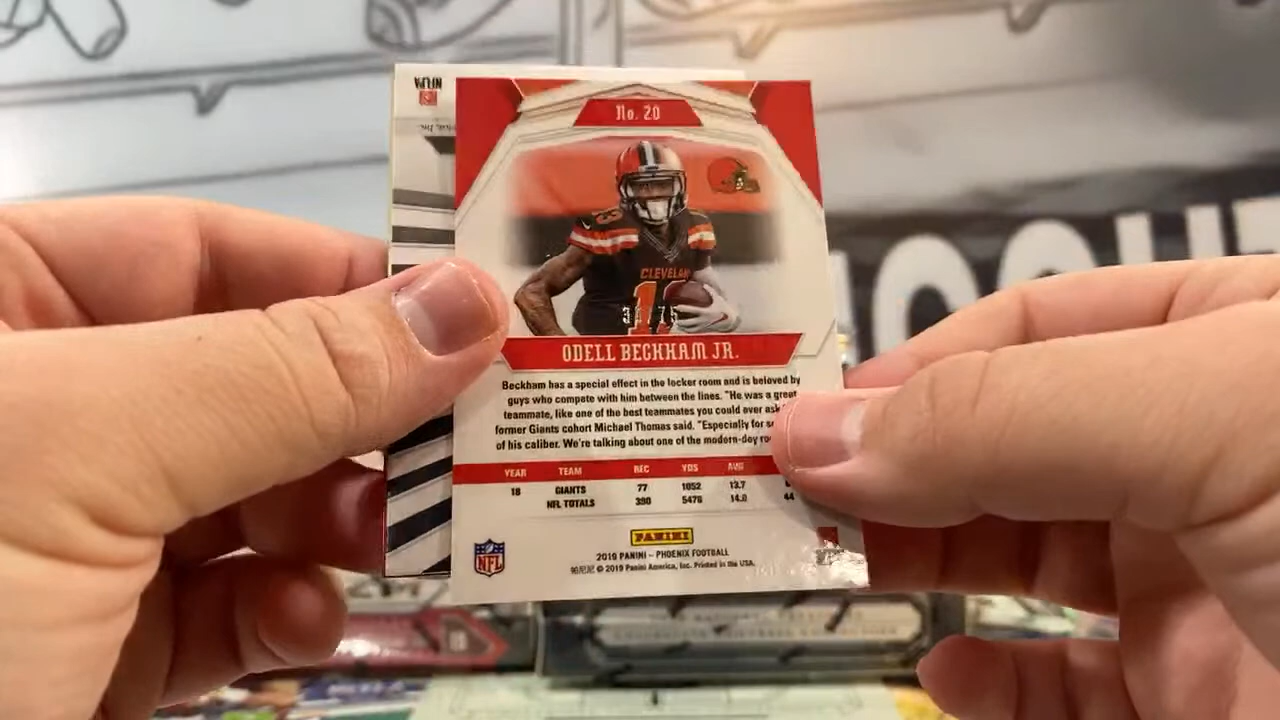 No. 20
CLEVELAND
ODELL BECKHAM JR.
Beckham has a special effect in the locker room and is beloved by
guys who compete with him between the lines. "He was a great
teammate, like one of the best teammates you could ever ask
former Giants cohort Michael Thomas said. "Especially for
of his caliber. We're talking about one of the modern-day
YEAR TEAM REC YDS AVG
18 GIANTS 77 1052 13.7
NFL TOTALS 390 5476 14.0 44
PANINI
NFL
2019 PANINI – PHOENIX FOOTBALL
帕尼尼 © 2019 Panini America, Inc. Printed in the USA.